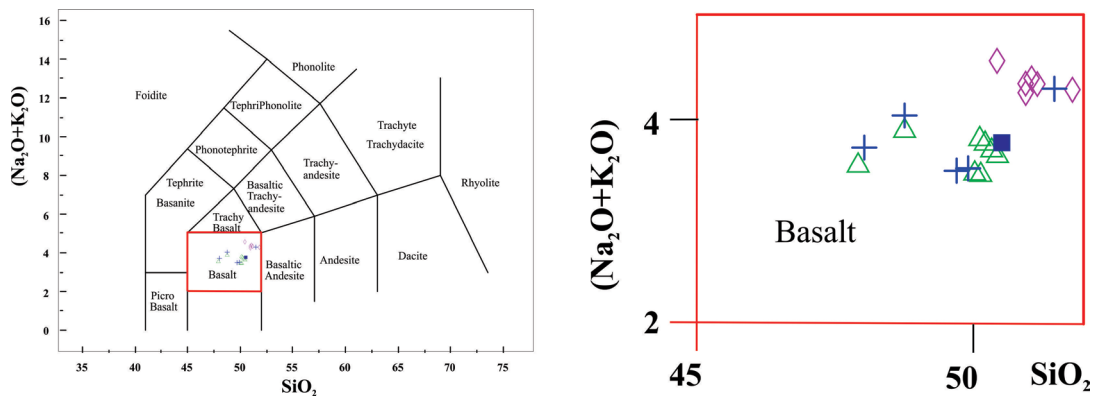 16
14
12
10
8
6
4
2
0
(Na₂O+K₂O)
35
40
45
50
55
60
65
70
75
SiO₂
Foidite
Phonolite
TephriPhonolite
Phonotephrite
Tephrite
Basanite
Trachyte
Trachydacite
Trachy-
andesite
Basaltic
Trachy-
andesite
Trachy
Basalt
Rhyolite
Basalt
Basaltic
Andesite
Andesite
Dacite
Picro
Basalt
4
2
(Na₂O+K₂O)
Basalt
45
50
SiO₂